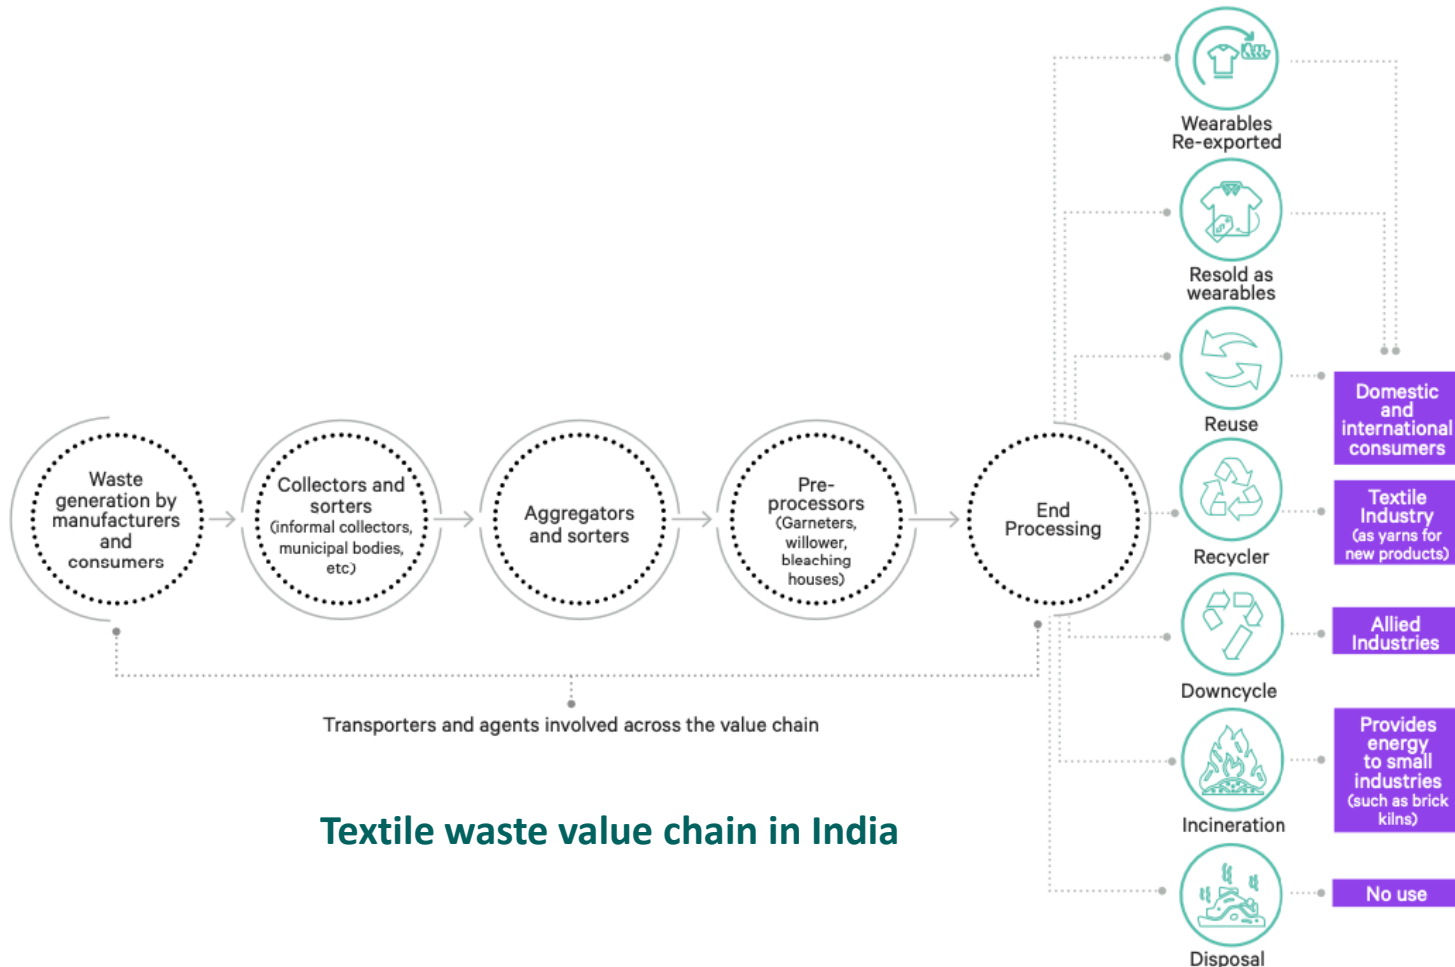 Waste
generation by
manufacturers
and
consumers
Collectors and
sorters
(informal collectors,
municipal bodies,
etc)
Aggregators
and sorters
Pre-
processors
(Garneters,
willower,
bleaching
houses)
End
Processing
Transporters and agents involved across the value chain
Textile waste value chain in India
Wearables
Re-exported
Resold as
wearables
Reuse
Recycler
Downcycle
Incineration
Disposal
Domestic
and
international
consumers
Textile
Industry
(as yarns for
new products)
Allied
Industries
Provides
energy
to small
industries
(such as brick
kilns)
No use